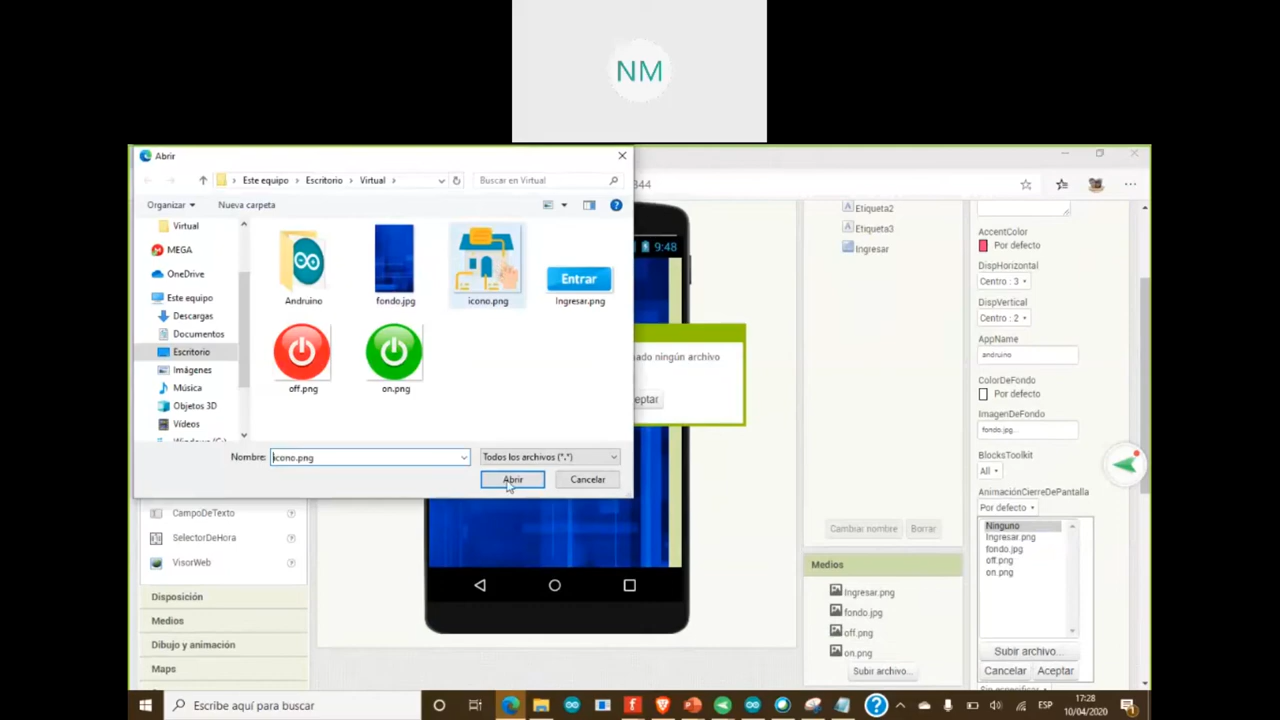 NM
Abrir
Este equipo > Escritorio > Virtual >
Buscar en Virtual
Organizar
Nueva carpeta
Virtual
MEGA
OneDrive
Este equipo
Descargas
Documentos
Escritorio
Imágenes
Música
Objetos 3D
Vídeos
Andruino
fondo.jpg
icono.png
Entrar
Ingresar.png
off.png
on.png
Nombre:
icono.png
Todos los archivos (*.*)
Abrir
Cancelar
344
9:48
ado ningún archivo
eptar
CampoDeTexto
SelectorDeHora
VisorWeb
Disposición
Medios
Dibujo y animación
Maps
Etiqueta2
Etiqueta3
Ingresar
Cambiar nombre
Borrar
Medios
Ingresar.png
fondo.jpg
off.png
on.png
Subir archivo...
AccentColor
Por defecto
DispHorizontal
Centro : 3
DispVertical
Centro : 2
AppName
andruino
ColorDeFondo
Por defecto
ImagenDeFondo
fondo.jpg...
BlocksToolkit
All
AnimaciónCierreDePantalla
Por defecto
Ninguno
Ingresar.png
fondo.jpg
off.png
on.png
Subir archivo...
Cancelar
Aceptar
Escribe aquí para buscar
ESP
17:28
10/04/2020